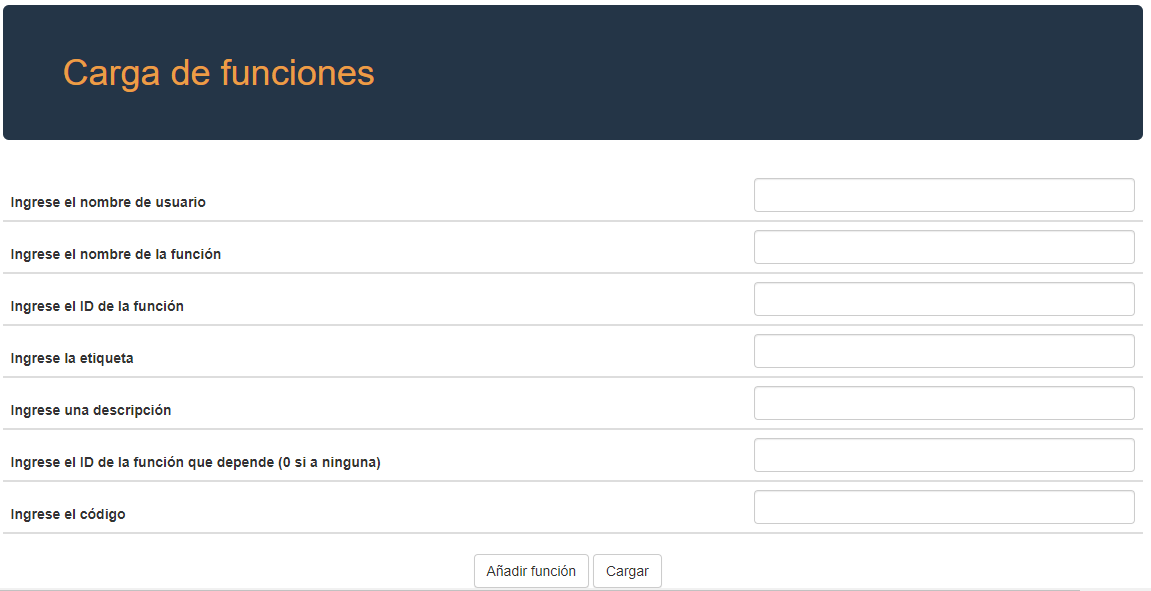 Carga de funciones
Ingrese el nombre de usuario
Ingrese el nombre de la función
Ingrese el ID de la función
Ingrese la etiqueta
Ingrese una descripción
Ingrese el ID de la función que depende (0 si a ninguna)
Ingrese el código
Añadir función Cargar